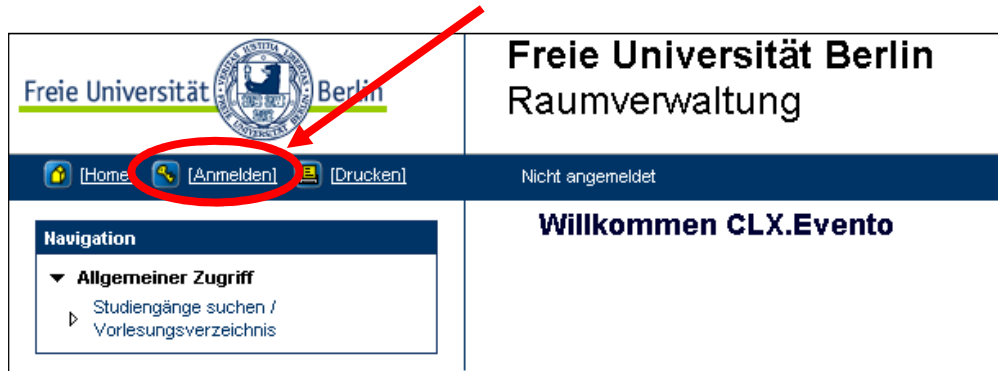 Freie Universität Berlin
Freie Universität Berlin
Raumverwaltung
[Home] [Anmelden] [Drucken] Nicht angemeldet
Willkommen CLX.Evento
Navigation
Allgemeiner Zugriff
Studiengänge suchen /
Vorlesungsverzeichnis